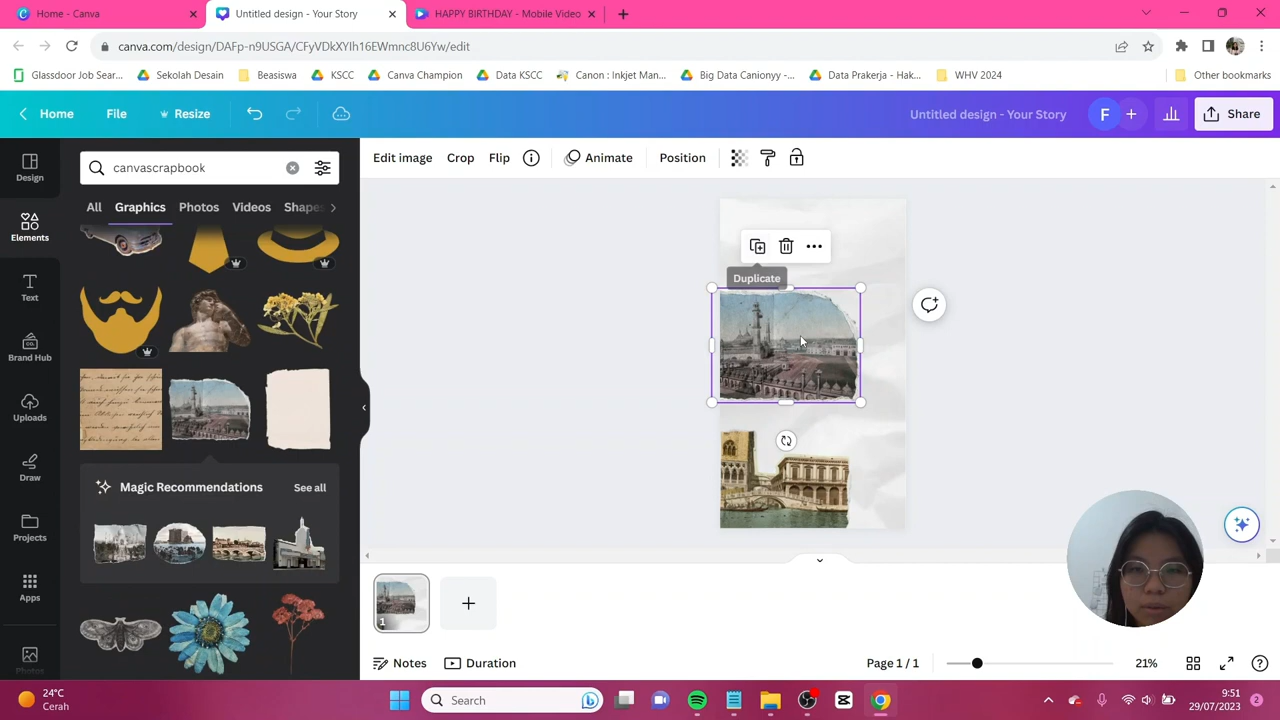 Home - Canva
Untitled design - Your Story
HAPPY BIRTHDAY - Mobile Video
canva.com/design/DAFp-n9USGA/CFyVDkXYIh16EWmnc8U6Yw/edit
Glassdoor Job Sear...
Sekolah Desain
Beasiswa
KSCC
Canva Champion
Data KSCC
Canon : Inkjet Man...
Big Data Canionyy -...
Data Prakerja - Hak...
WHV 2024
Other bookmarks
Home
File
Resize
Untitled design - Your Story
F
Share
Design
canvascrapbook
Edit image
Crop
Flip
Animate
Position
Elements
All
Graphics
Photos
Videos
Shapes
Text
Duplicate
Brand Hub
Uploads
Draw
Magic Recommendations
See all
Projects
Apps
1
Photos
Notes
Duration
Page 1 / 1
21%
24°C
Cerah
Search
9:51
29/07/2023
2